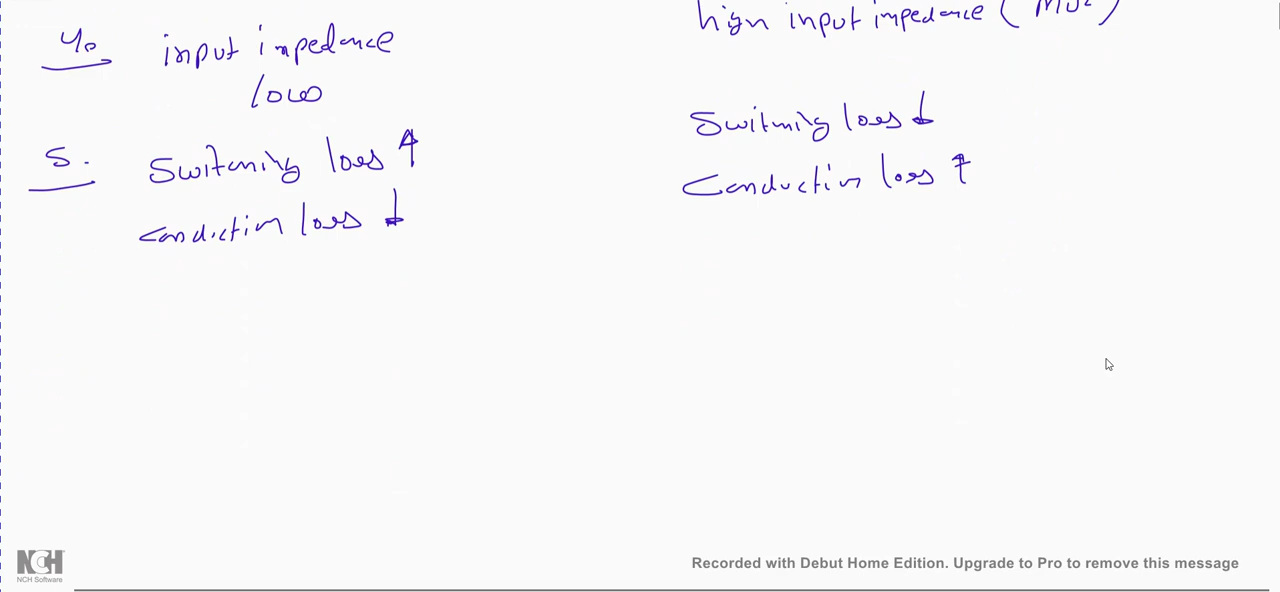 high input impedance (MΩ)
4. input impedance
low
Switching loss ↓
5. Switching loss ↑
Conduction loss ↑
Conduction loss ↓
NCH
NCH Software
Recorded with Debut Home Edition. Upgrade to Pro to remove this message